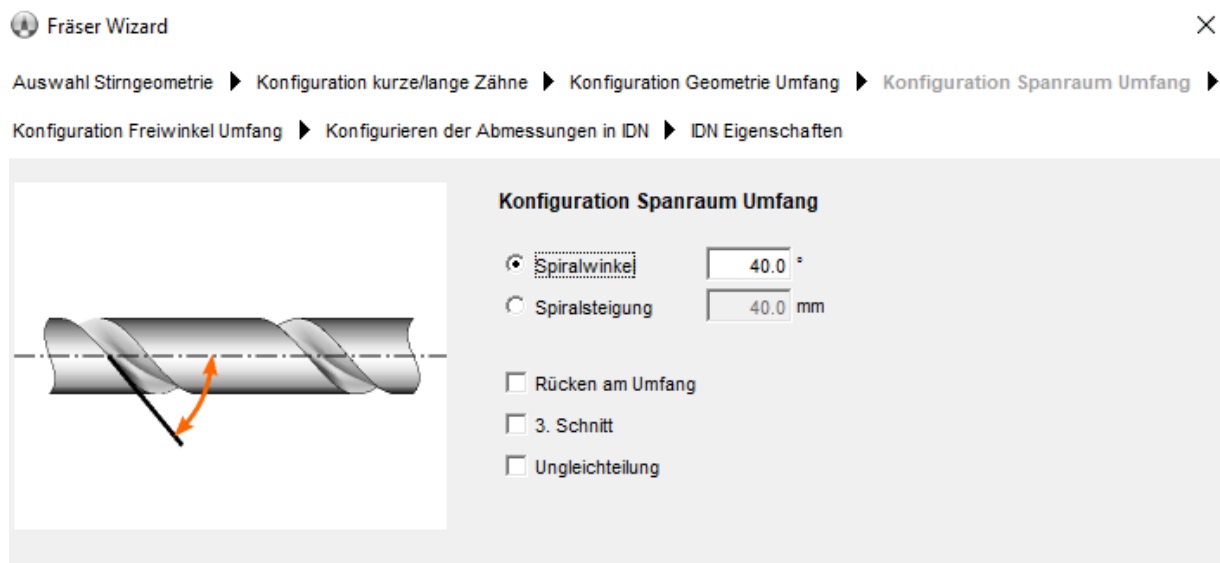 Fräser Wizard
Auswahl Stirngeometrie ▶ Konfiguration kurze/lange Zähne ▶ Konfiguration Geometrie Umfang ▶ Konfiguration Spanraum Umfang ▶
Konfiguration Freiwinkel Umfang ▶ Konfigurieren der Abmessungen in IDN ▶ IDN Eigenschaften
Konfiguration Spanraum Umfang
Spiralwinkel 40.0 °
Spiralsteigung 40.0 mm
Rücken am Umfang
3. Schnitt
Ungleichteilung